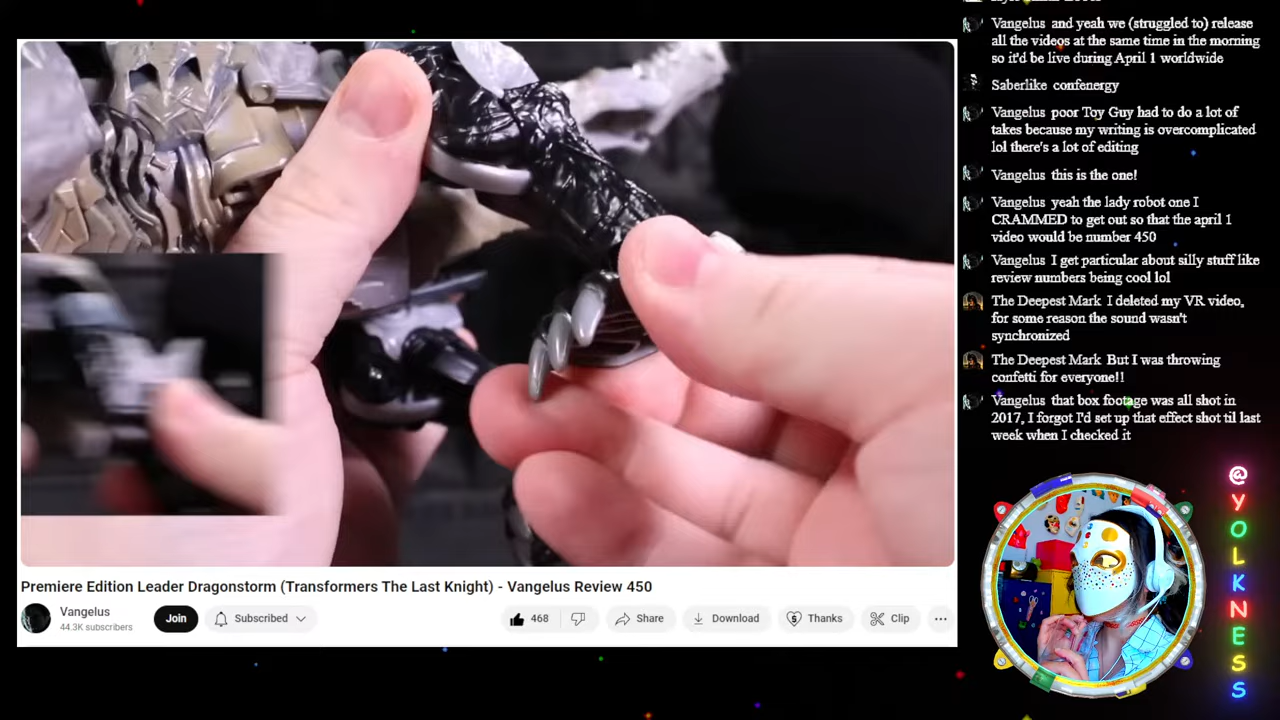 Premiere Edition Leader Dragonstorm (Transformers The Last Knight) - Vangelus Review 450
Vangelus
44.3K subscribers
Join
Subscribed
468
Share
Download
Thanks
Clip
Vangelus and yeah we (struggled to) release
all the videos at the same time in the morning
so it'd be live during April 1 worldwide
Saberlike confenergy
Vangelus poor Toy Guy had to do a lot of
takes because my writing is overcomplicated
lol there's a lot of editing
Vangelus this is the one!
Vangelus yeah the lady robot one I
CRAMMED to get out so that the april 1
video would be number 450
Vangelus I get particular about silly stuff like
review numbers being cool lol
The Deepest Mark I deleted my VR video,
for some reason the sound wasn't
synchronized
The Deepest Mark But I was throwing
confetti for everyone!!
Vangelus that box footage was all shot in
2017, I forgot I'd set up that effect shot til last
week when I checked it
@YOLKNESS